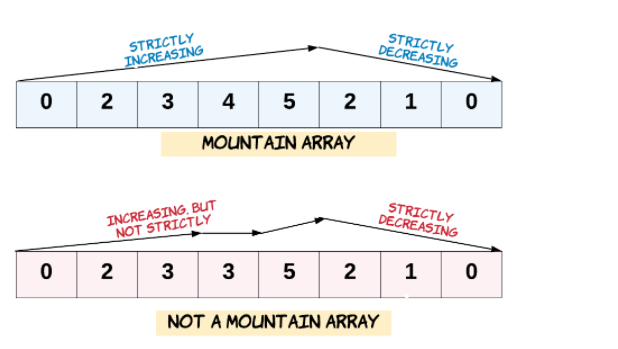 STRICTLY
INCREASING
STRICTLY
DECREASING
0 2 3 4 5 2 1 0
MOUNTAIN ARRAY
INCREASING, BUT
NOT STRICTLY
STRICTLY
DECREASING
0 2 3 3 5 2 1 0
NOT A MOUNTAIN ARRAY